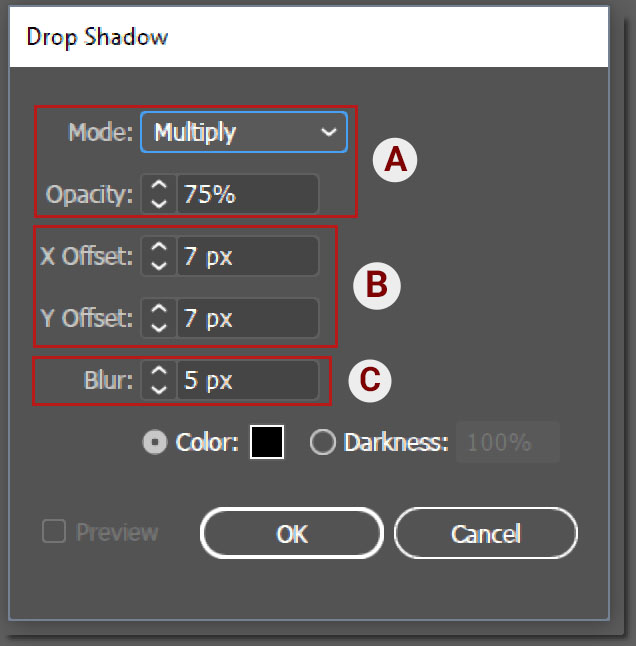 Drop Shadow
Mode: Multiply
A
Opacity: 75%
X Offset: 7 px
B
Y Offset: 7 px
Blur: 5 px
C
Color: Darkness: 100%
Preview OK Cancel